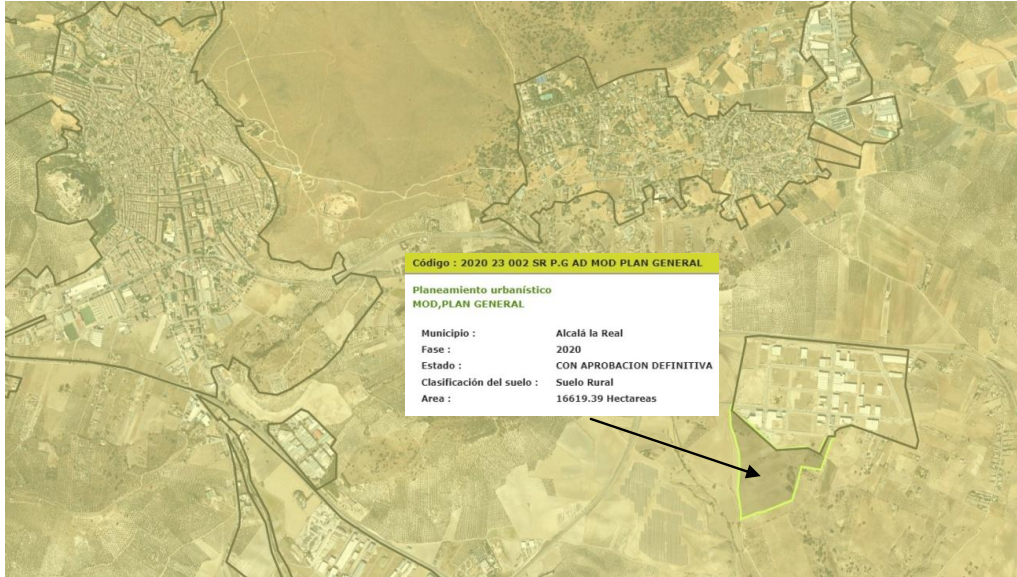 Código : 2020 23 002 SR P.G AD MOD PLAN GENERAL
Planeamiento urbanístico
MOD,PLAN GENERAL
Municipio : Alcalá la Real
Fase : 2020
Estado : CON APROBACION DEFINITIVA
Clasificación del suelo : Suelo Rural
Area : 16619.39 Hectareas